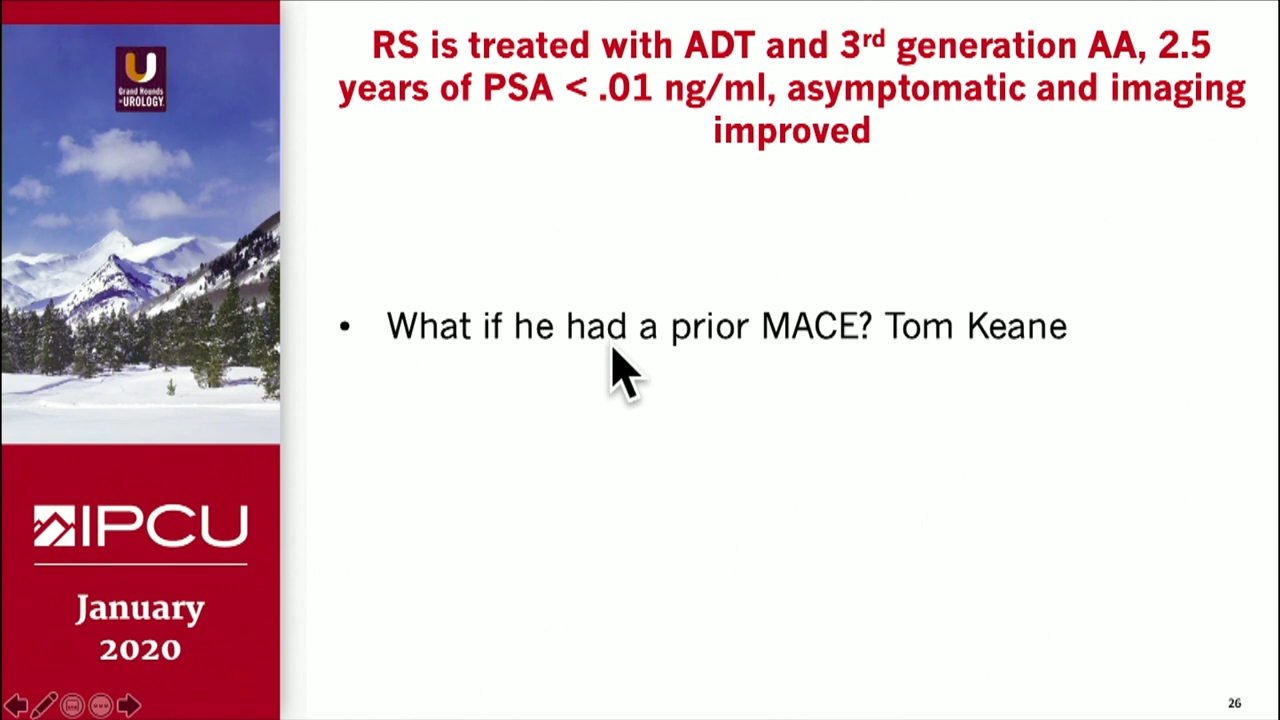 RS is treated with ADT and 3rd generation AA, 2.5
years of PSA < .01 ng/ml, asymptomatic and imaging
improved
U
Grand Rounds
in UROLOGY
• What if he had a prior MACE? Tom Keane
IPCU
January
2020
26